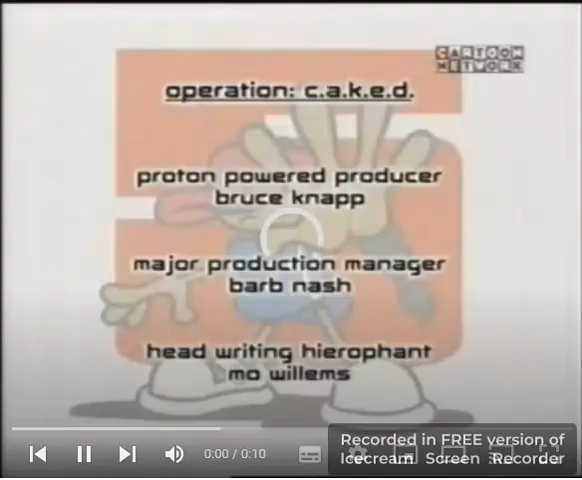 CARTOON
NETWORK
operation: c.a.k.e.d.
proton powered producer
bruce knapp
major production manager
barb nash
head writing hierophant
mo willems
0:00 / 0:10
Recorded in FREE version of
Icecream Screen Recorder